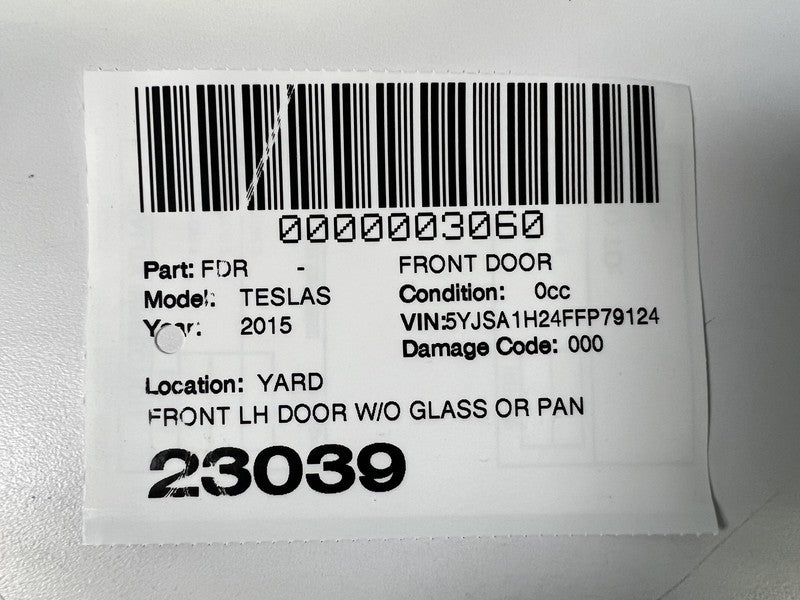 0000003060
Part: FDR - FRONT DOOR
Model: TESLAS Condition: 0cc
Year: 2015 VIN:5YJSA1H24FFP79124
Damage Code: 000
Location: YARD
FRONT LH DOOR W/O GLASS OR PAN
23039